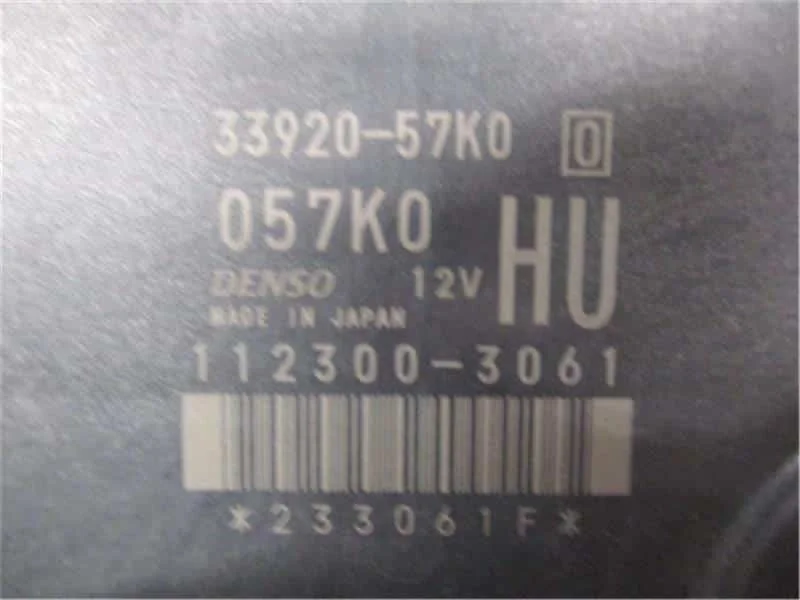 33920-57K0 0
057K0 HU
DENSO 12V
MADE IN JAPAN
112300-3061
*233061F*